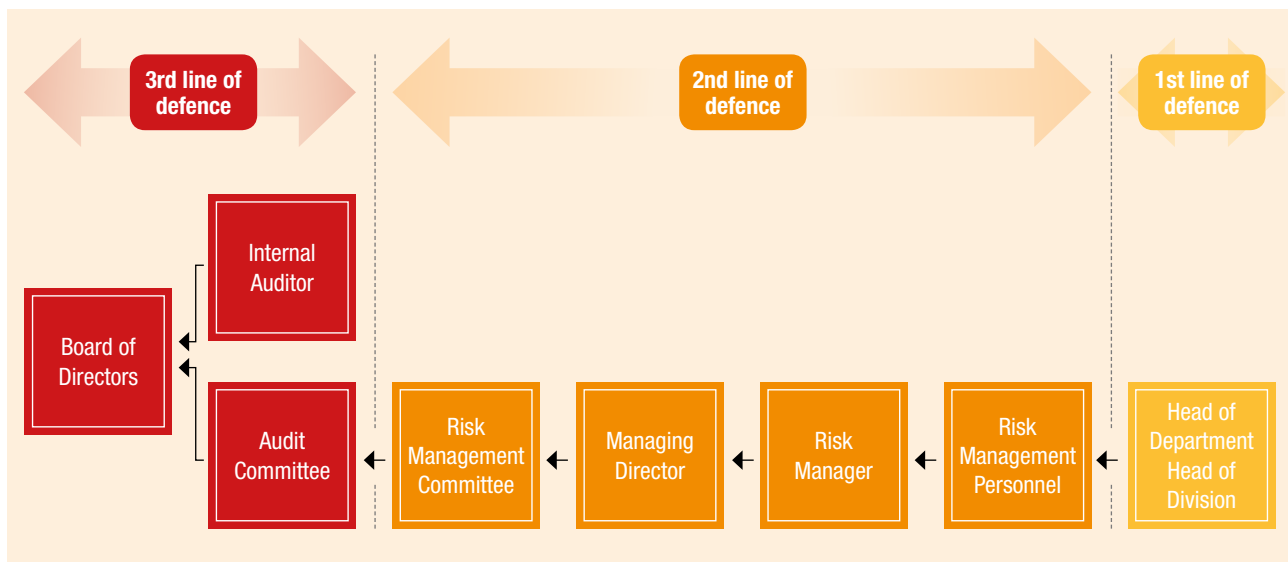 3rd line of
defence
2nd line of
defence
1st line of
defence
Internal
Auditor
Board of
Directors
Audit
Committee
Risk
Management
Committee
Managing
Director
Risk
Manager
Risk
Management
Personnel
Head of
Department
Head of
Division